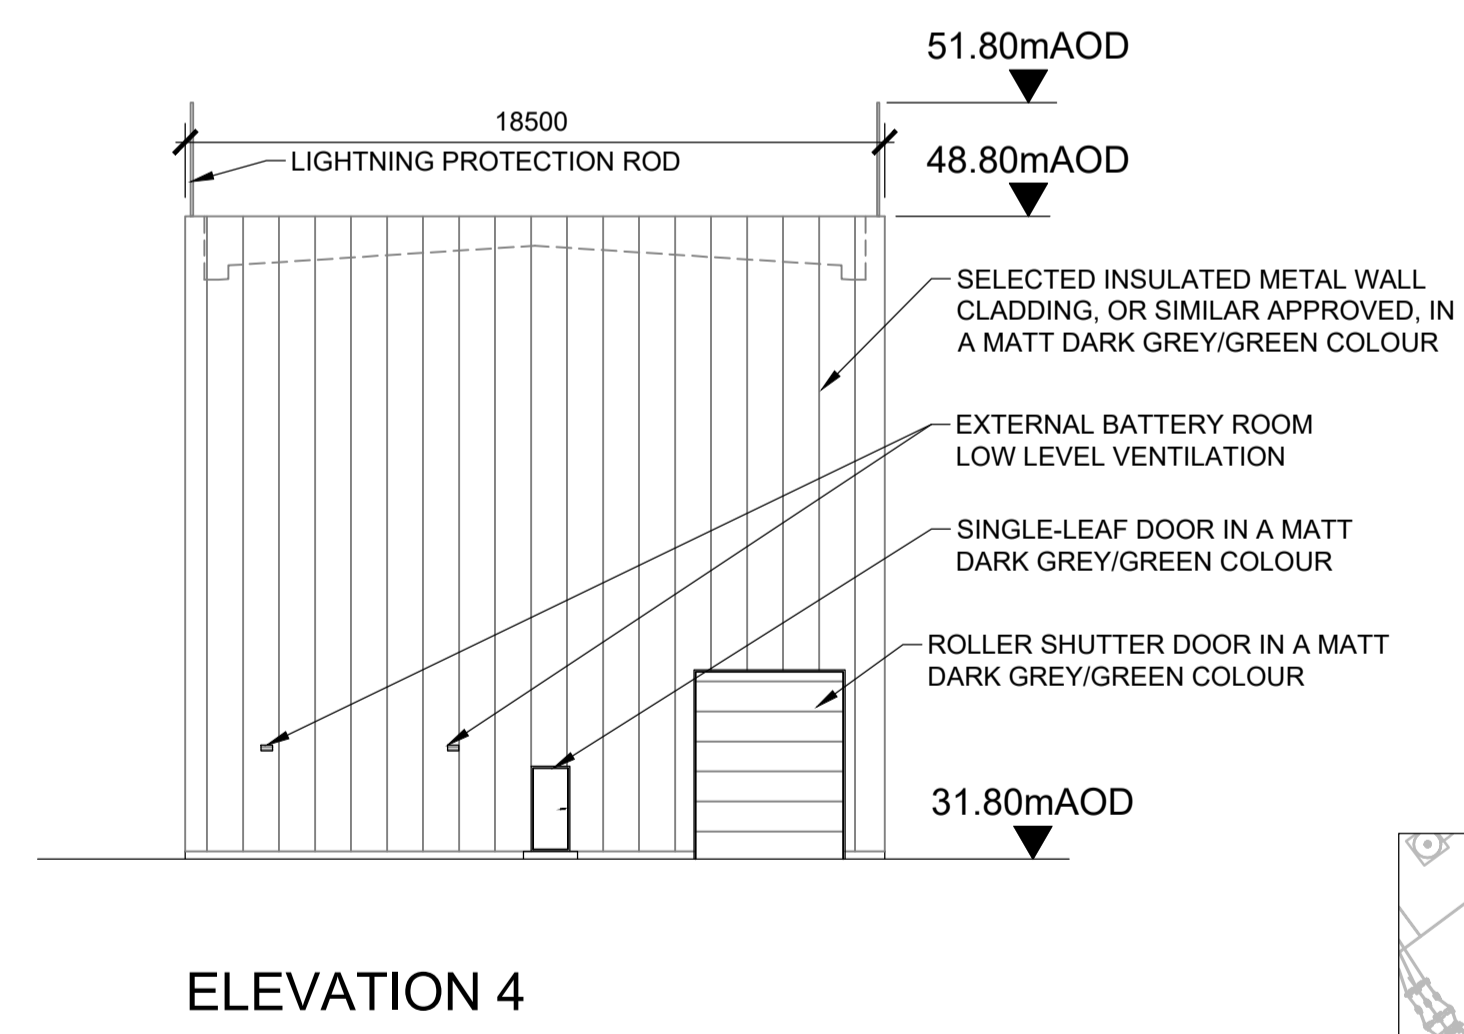 51.80mAOD
18500
LIGHTNING PROTECTION ROD
48.80mAOD
SELECTED INSULATED METAL WALL
CLADDING, OR SIMILAR APPROVED, IN
A MATT DARK GREY/GREEN COLOUR
EXTERNAL BATTERY ROOM
LOW LEVEL VENTILATION
SINGLE-LEAF DOOR IN A MATT
DARK GREY/GREEN COLOUR
ROLLER SHUTTER DOOR IN A MATT
DARK GREY/GREEN COLOUR
31.80mAOD
ELEVATION 4